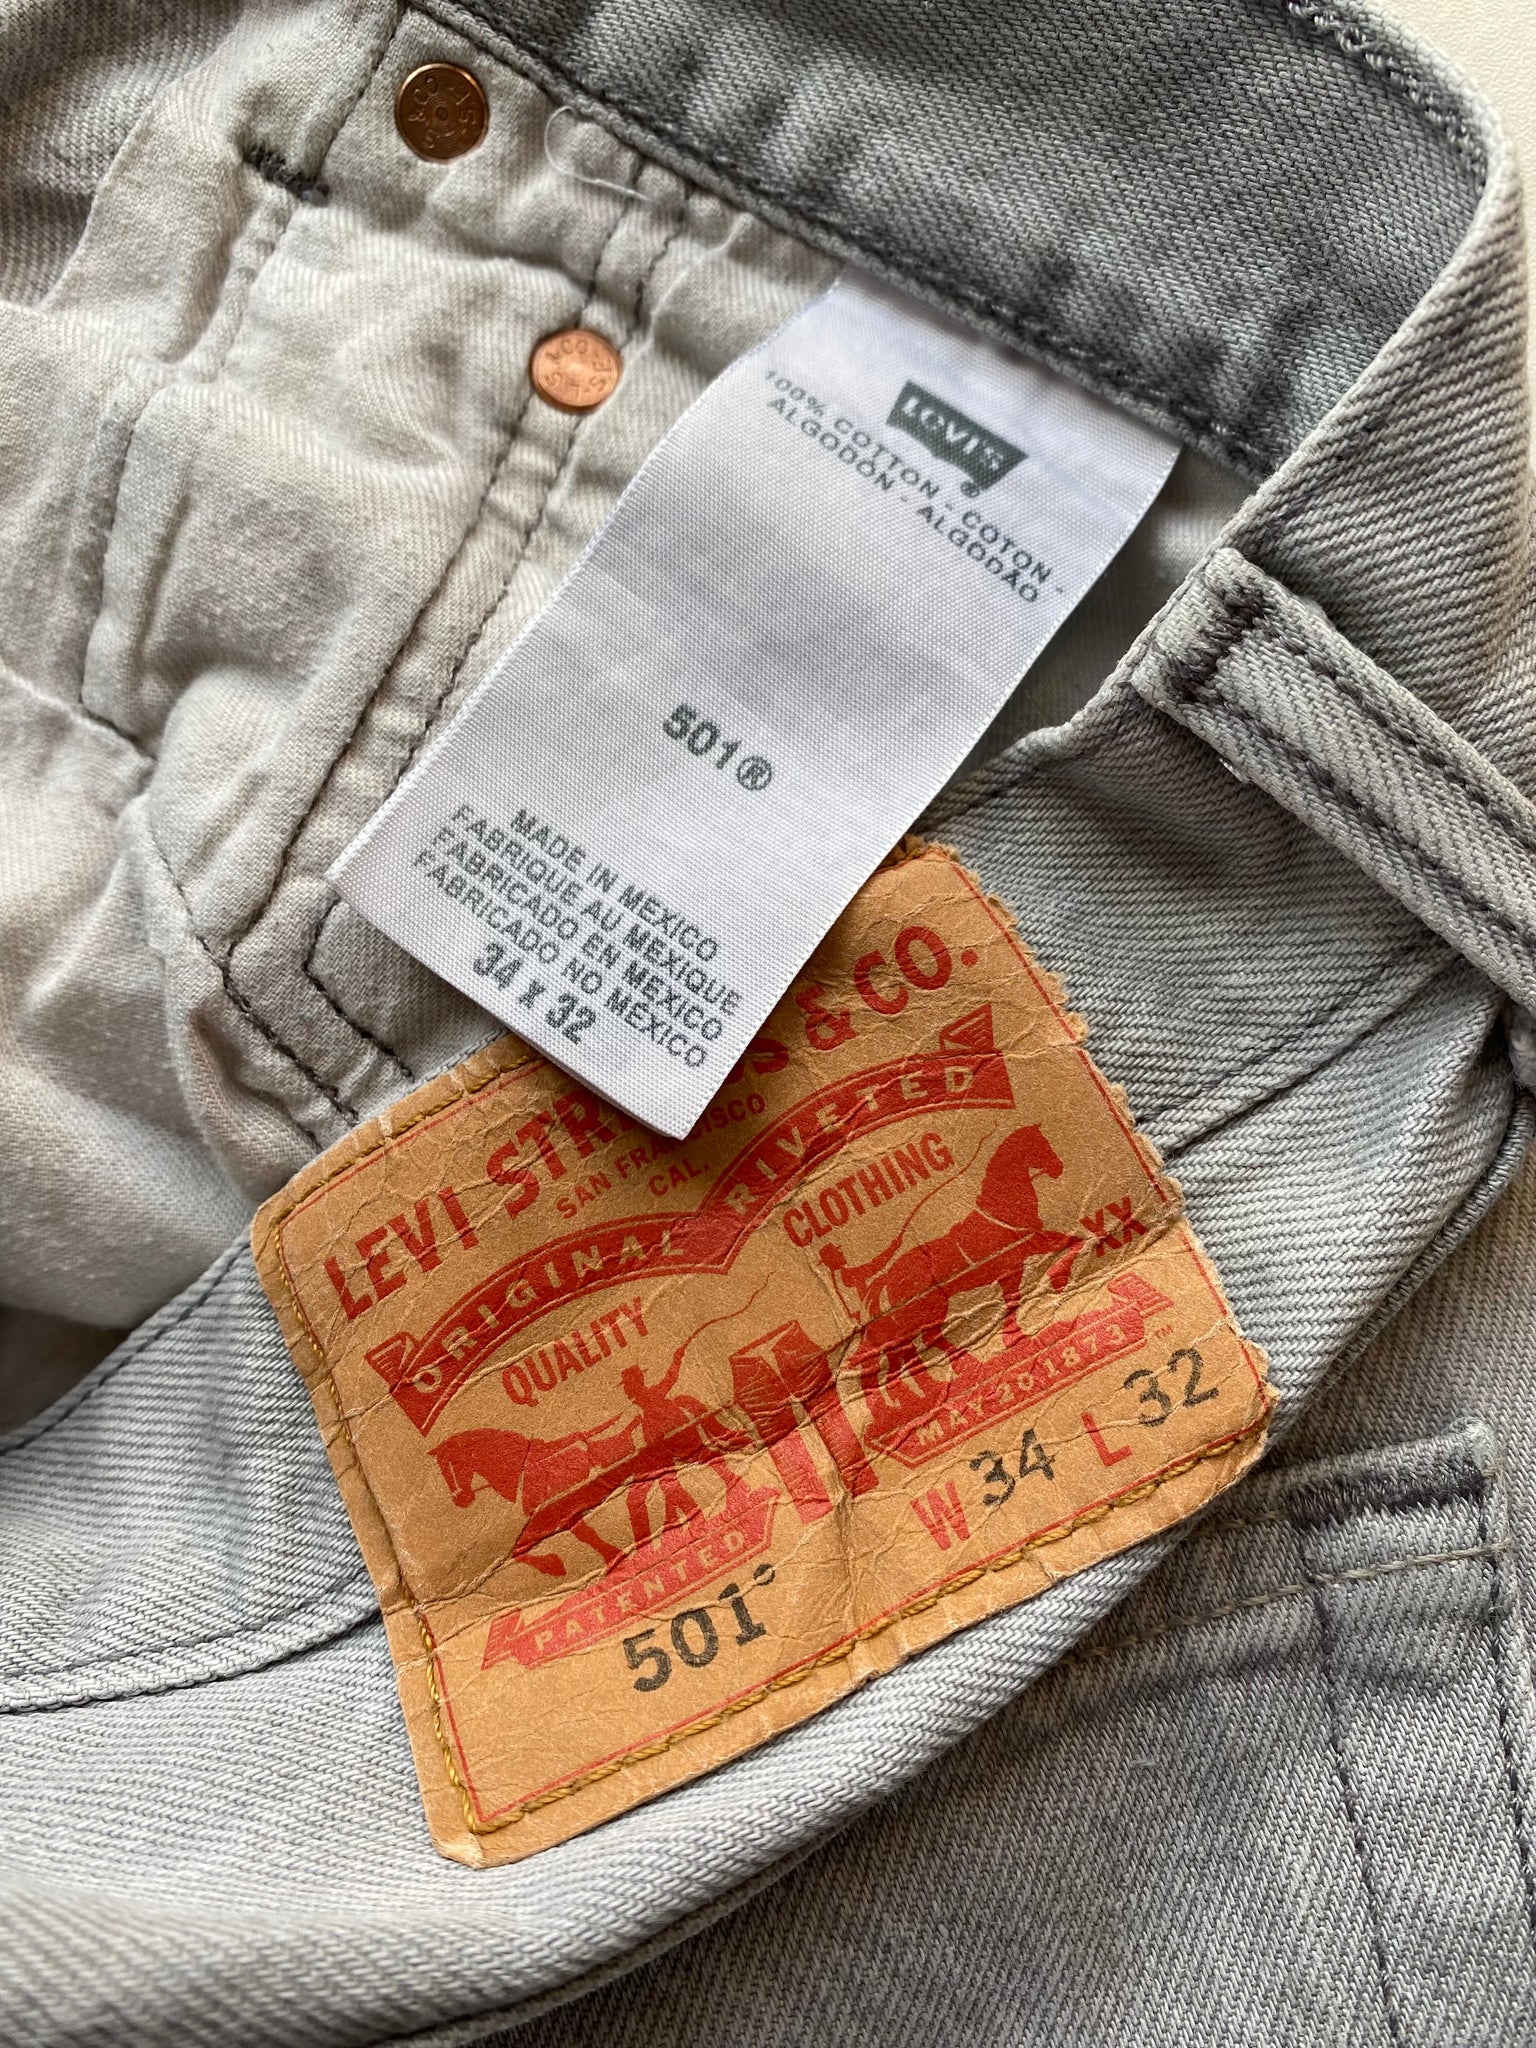 LEVI'S®
100% COTTON - COTON -
ALGODÓN - ALGODÃO
501®
MADE IN MEXICO
FABRIQUE AU MEXIQUE
FABRICADO EN MEXICO
FABRICADO NO MÉXICO
34 X 32
LEVI STR S & CO.
SAN FRANCISCO
CAL.
ORIGINAL RIVETED
QUALITY CLOTHING
XX
PATENTED MAY 20 1873 ™
501® W 34 L 32